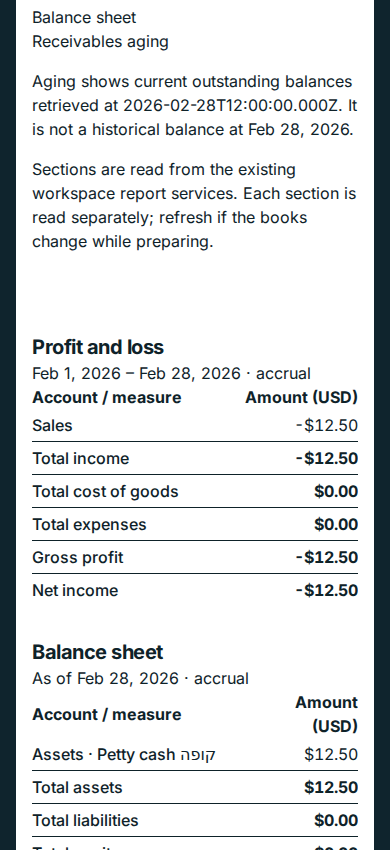 Balance sheet
Receivables aging
Aging shows current outstanding balances
retrieved at 2026-02-28T12:00:00.000Z. It
is not a historical balance at Feb 28, 2026.
Sections are read from the existing
workspace report services. Each section is
read separately; refresh if the books
change while preparing.
Profit and loss
Feb 1, 2026 – Feb 28, 2026 · accrual
Account / measure Amount (USD)
Sales -$12.50
Total income -$12.50
Total cost of goods $0.00
Total expenses $0.00
Gross profit -$12.50
Net income -$12.50
Balance sheet
As of Feb 28, 2026 · accrual
Account / measure Amount (USD)
Assets · Petty cash קופה $12.50
Total assets $12.50
Total liabilities $0.00